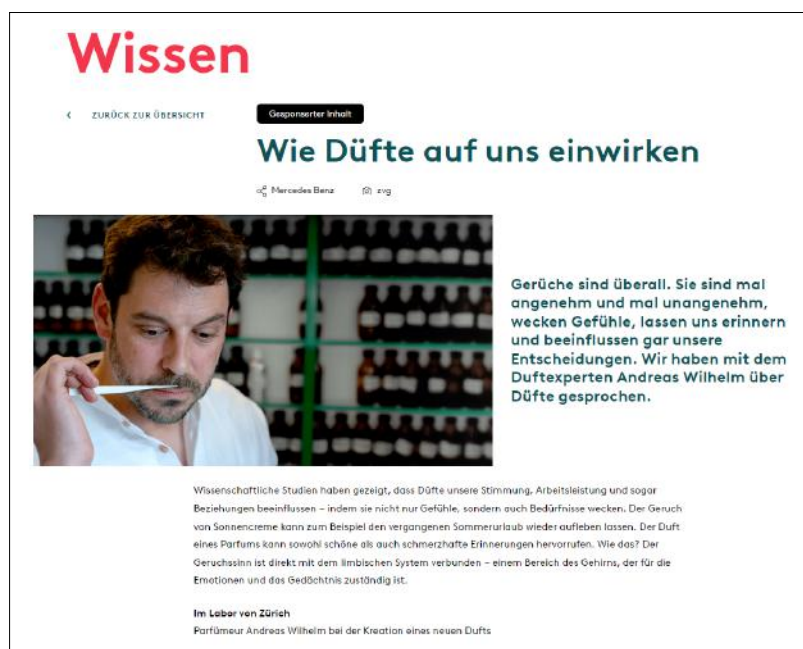 Wissen
‹ ZURÜCK ZUR ÜBERSICHT
Gesponserter Inhalt
Wie Düfte auf uns einwirken
Mercedes Benz zvg
Gerüche sind überall. Sie sind mal
angenehm und mal unangenehm,
wecken Gefühle, lassen uns erinnern
und beeinflussen gar unsere
Entscheidungen. Wir haben mit dem
Duftexperten Andreas Wilhelm über
Düfte gesprochen.
Wissenschaftliche Studien haben gezeigt, dass Düfte unsere Stimmung, Arbeitsleistung und sogar
Beziehungen beeinflussen – indem sie nicht nur Gefühle, sondern auch Bedürfnisse wecken. Der Geruch
von Sonnencreme kann zum Beispiel den vergangenen Sommerurlaub wieder aufleben lassen. Der Duft
eines Parfums kann sowohl schöne als auch schmerzhafte Erinnerungen hervorrufen. Wie das? Der
Geruchssinn ist direkt mit dem limbischen System verbunden – einem Bereich des Gehirns, der für die
Emotionen und das Gedächtnis zuständig ist.
Im Labor von Zürich
Parfümeur Andreas Wilhelm bei der Kreation eines neuen Dufts